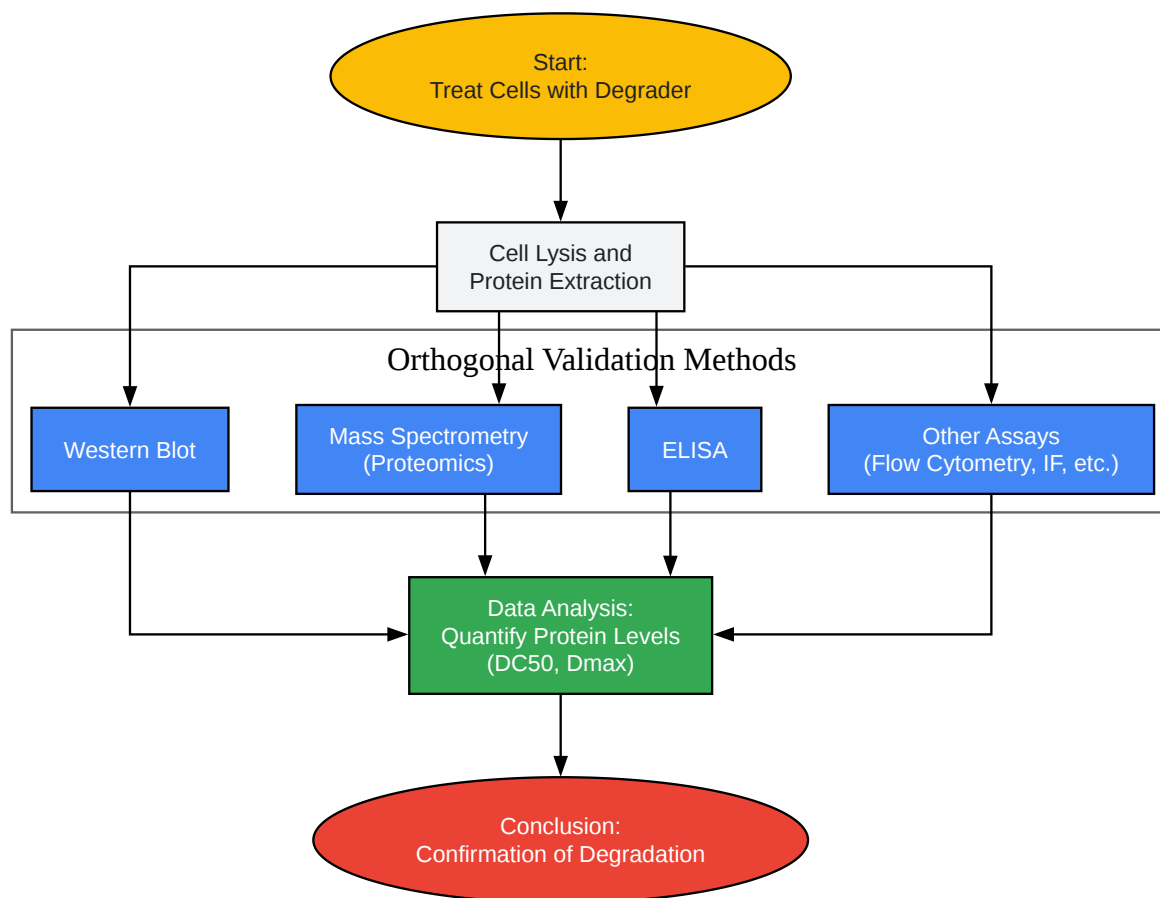 Start:
Treat Cells with Degrader
Cell Lysis and
Protein Extraction
Orthogonal Validation Methods
Western Blot
Mass Spectrometry
(Proteomics)
ELISA
Other Assays
(Flow Cytometry, IF, etc.)
Data Analysis:
Quantify Protein Levels
(DC50, Dmax)
Conclusion:
Confirmation of Degradation